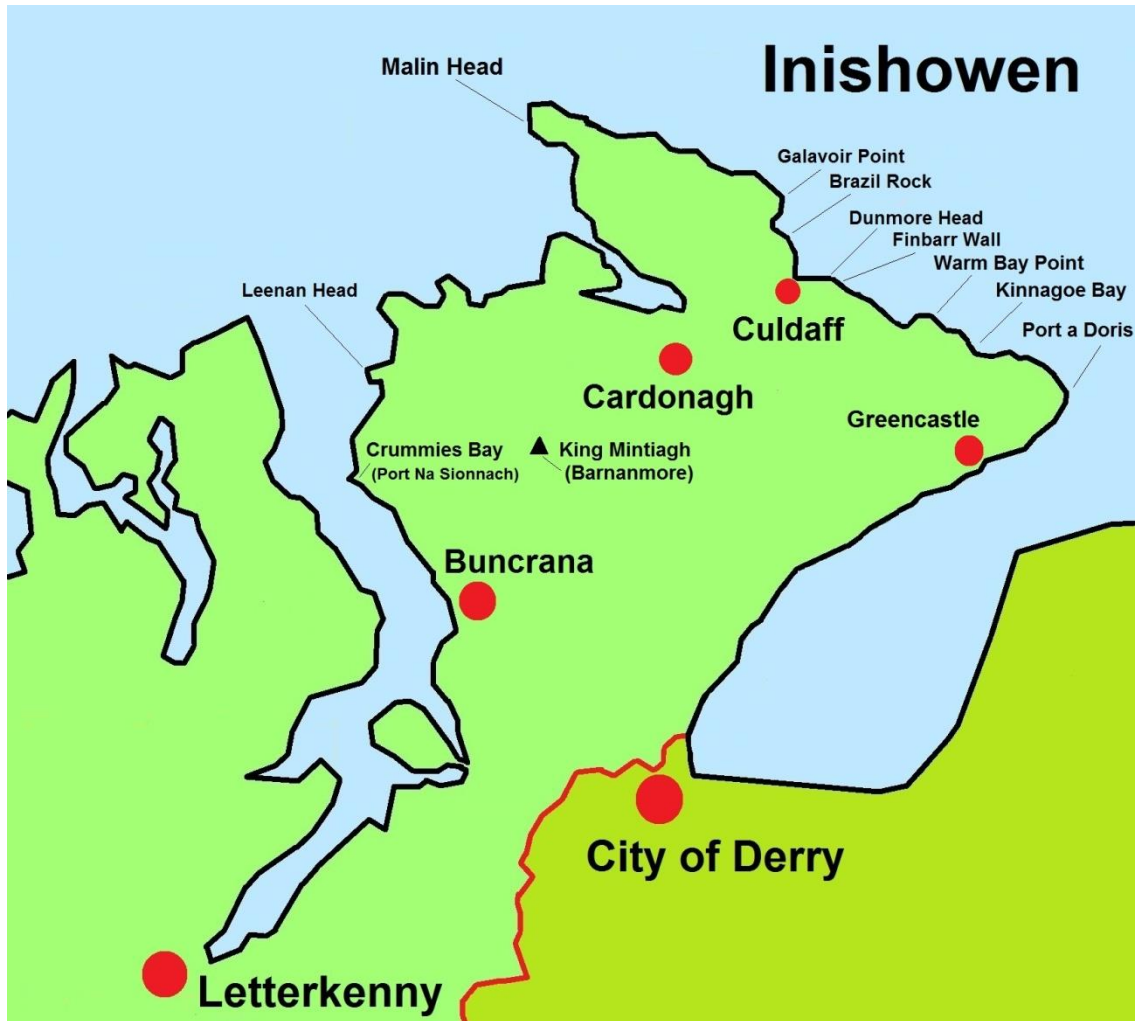 Inishowen
Malin Head
Galavoir Point
Brazil Rock
Dunmore Head
Finbarr Wall
Warm Bay Point
Kinnagoe Bay
Leenan Head
Port a Doris
Culdaff
Cardonagh
Greencastle
Crummies Bay
(Port Na Sionnach)
King Mintiagh
(Barnanmore)
Buncrana
City of Derry
Letterkenny